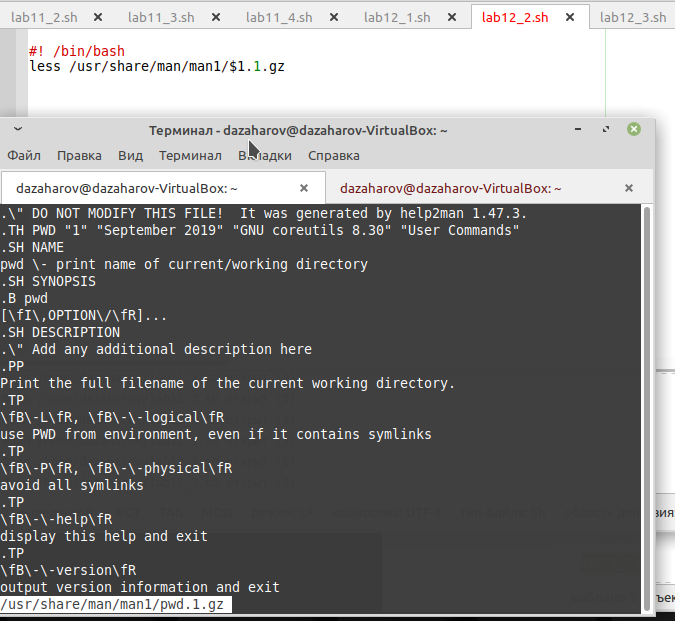 lab11_2.sh × lab11_3.sh × lab11_4.sh × lab12_1.sh × lab12_2.sh × lab12_3.sh
#! /bin/bash
less /usr/share/man/man1/$1.1.gz
Терминал - dazaharov@dazaharov-VirtualBox: ~
Файл Правка Вид Терминал Вкладки Справка
dazaharov@dazaharov-VirtualBox: ~ × dazaharov@dazaharov-VirtualBox: ~ ×
.\" DO NOT MODIFY THIS FILE!  It was generated by help2man 1.47.3.
.TH PWD "1" "September 2019" "GNU coreutils 8.30" "User Commands"
.SH NAME
pwd \- print name of current/working directory
.SH SYNOPSIS
.B pwd
[\fI\,OPTION\/\fR]...
.SH DESCRIPTION
.\" Add any additional description here
.PP
Print the full filename of the current working directory.
.TP
\fB\-L\fR, \fB\-\-logical\fR
use PWD from environment, even if it contains symlinks
.TP
\fB\-P\fR, \fB\-\-physical\fR
avoid all symlinks
.TP
\fB\-\-help\fR
display this help and exit
.TP
\fB\-\-version\fR
output version information and exit
/usr/share/man/man1/pwd.1.gz